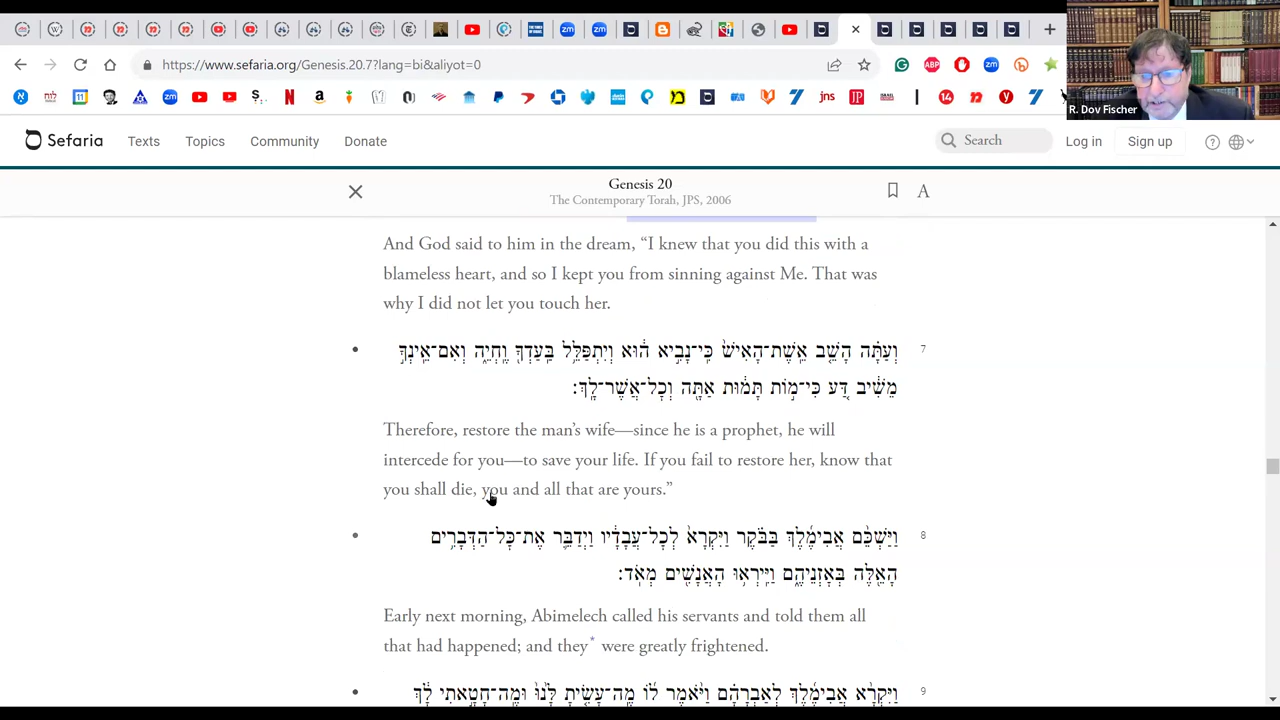 https://www.sefaria.org/Genesis.20.7?lang=bi&aliyot=0
R. Dov Fischer
Sefaria Texts Topics Community Donate Search Log in Sign up
Genesis 20
The Contemporary Torah, JPS, 2006
And God said to him in the dream, “I knew that you did this with a
blameless heart, and so I kept you from sinning against Me. That was
why I did not let you touch her.
וְעַתָּ֗ה הָשֵׁ֤ב אֵֽשֶׁת־הָאִישׁ֙ כִּֽי־נָבִ֣יא ה֔וּא וְיִתְפַּלֵּ֥ל בַּֽעַדְךָ֖ וֶֽחְיֵ֑ה וְאִם־אֵֽינְךָ֣ 7
מֵשִׁ֗יב דַּ֚ע כִּי־מ֣וֹת תָּמ֔וּת אַתָּ֖ה וְכׇל־אֲשֶׁר־לָֽךְ׃
Therefore, restore the man’s wife—since he is a prophet, he will
intercede for you—to save your life. If you fail to restore her, know that
you shall die, you and all that are yours.”
וַיַּשְׁכֵּ֨ם אֲבִימֶ֜לֶךְ בַּבֹּ֗קֶר וַיִּקְרָא֙ לְכׇל־עֲבָדָ֔יו וַיְדַבֵּ֛ר אֶת־כׇּל־הַדְּבָרִ֥ים 8
הָאֵ֖לֶּה בְּאׇזְנֵיהֶ֑ם וַיִּֽירְא֥וּ הָאֲנָשִׁ֖ים מְאֹֽד׃
Early next morning, Abimelech called his servants and told them all
that had happened; and they* were greatly frightened.
וַיִּקְרָ֨א אֲבִימֶ֜לֶךְ לְאַבְרָהָ֗ם וַיֹּ֨אמֶר ל֜וֹ מֶֽה־עָשִׂ֤יתָ לָּ֙נוּ֙ וּמֶֽה־חָטָ֣אתִי לָ֔ךְ 9